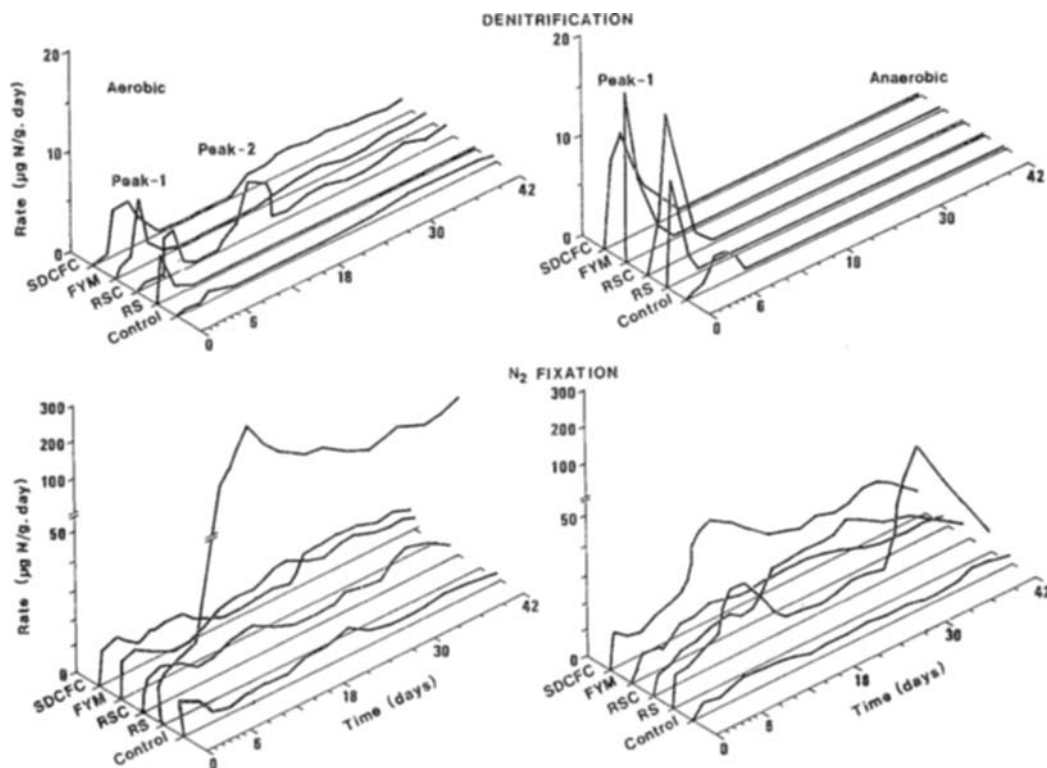 DENITRIFICATION
20
10
0
Rate (µg N/g. day)
Aerobic
Peak-1
Peak-2
SDCFC
FYM
RSC
RS
Control
0
6
18
30
42
20
10
0
Peak-1
Anaerobic
SDCFC
FYM
RSC
RS
Control
0
6
18
30
42
N₂ FIXATION
300
200
100
50
0
Rate (µg N/g. day)
SDCFC
FYM
RSC
RS
Control
0
6
18
30
42
Time (days)
300
200
100
50
0
SDCFC
FYM
RSC
RS
Control
0
6
18
30
42
Time (days)